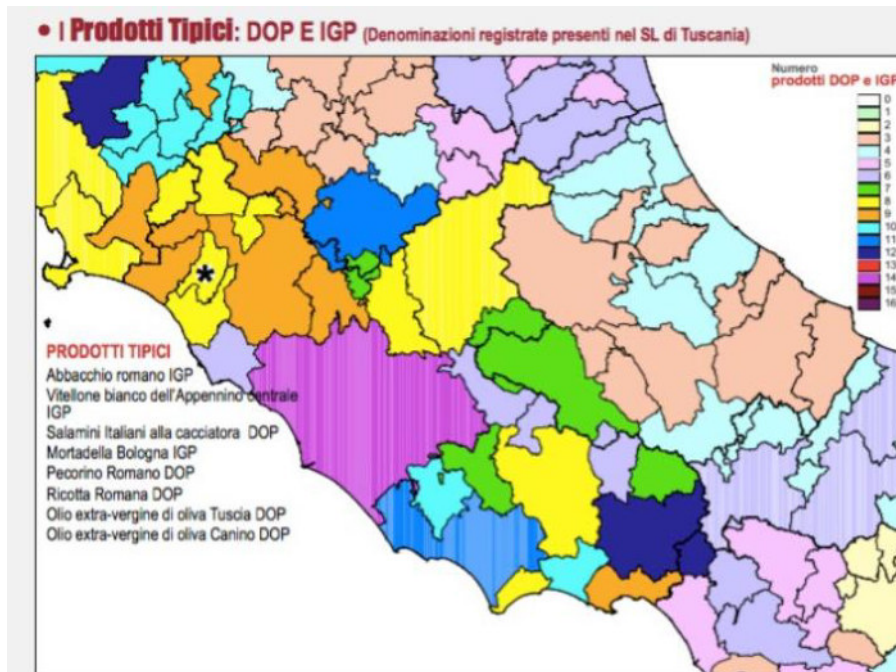 • I Prodotti Tipici: DOP E IGP (Denominazioni registrate presenti nel SL di Tuscania)
Numero
prodotti DOP e IGP
0
1
2
3
4
5
6
7
8
9
10
11
12
13
14
15
16
*
PRODOTTI TIPICI
Abbacchio romano IGP
Vitellone bianco dell'Appennino centrale
IGP
Salamini Italiani alla cacciatora DOP
Mortadella Bologna IGP
Pecorino Romano DOP
Ricotta Romana DOP
Olio extra-vergine di oliva Tuscia DOP
Olio extra-vergine di oliva Canino DOP